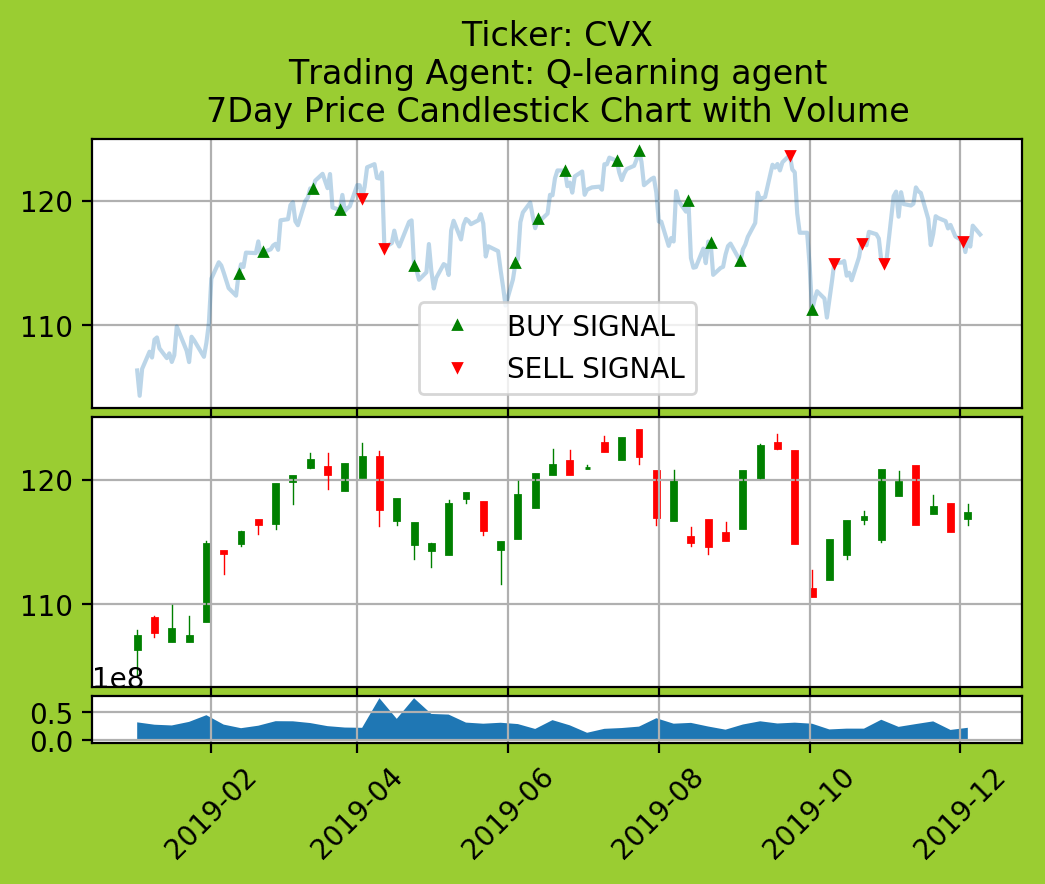 Ticker: CVX
Trading Agent: Q-learning agent
7Day Price Candlestick Chart with Volume
120
110
BUY SIGNAL
SELL SIGNAL
120
110
1e8
0.5
0.0
2019-02
2019-04
2019-06
2019-08
2019-10
2019-12